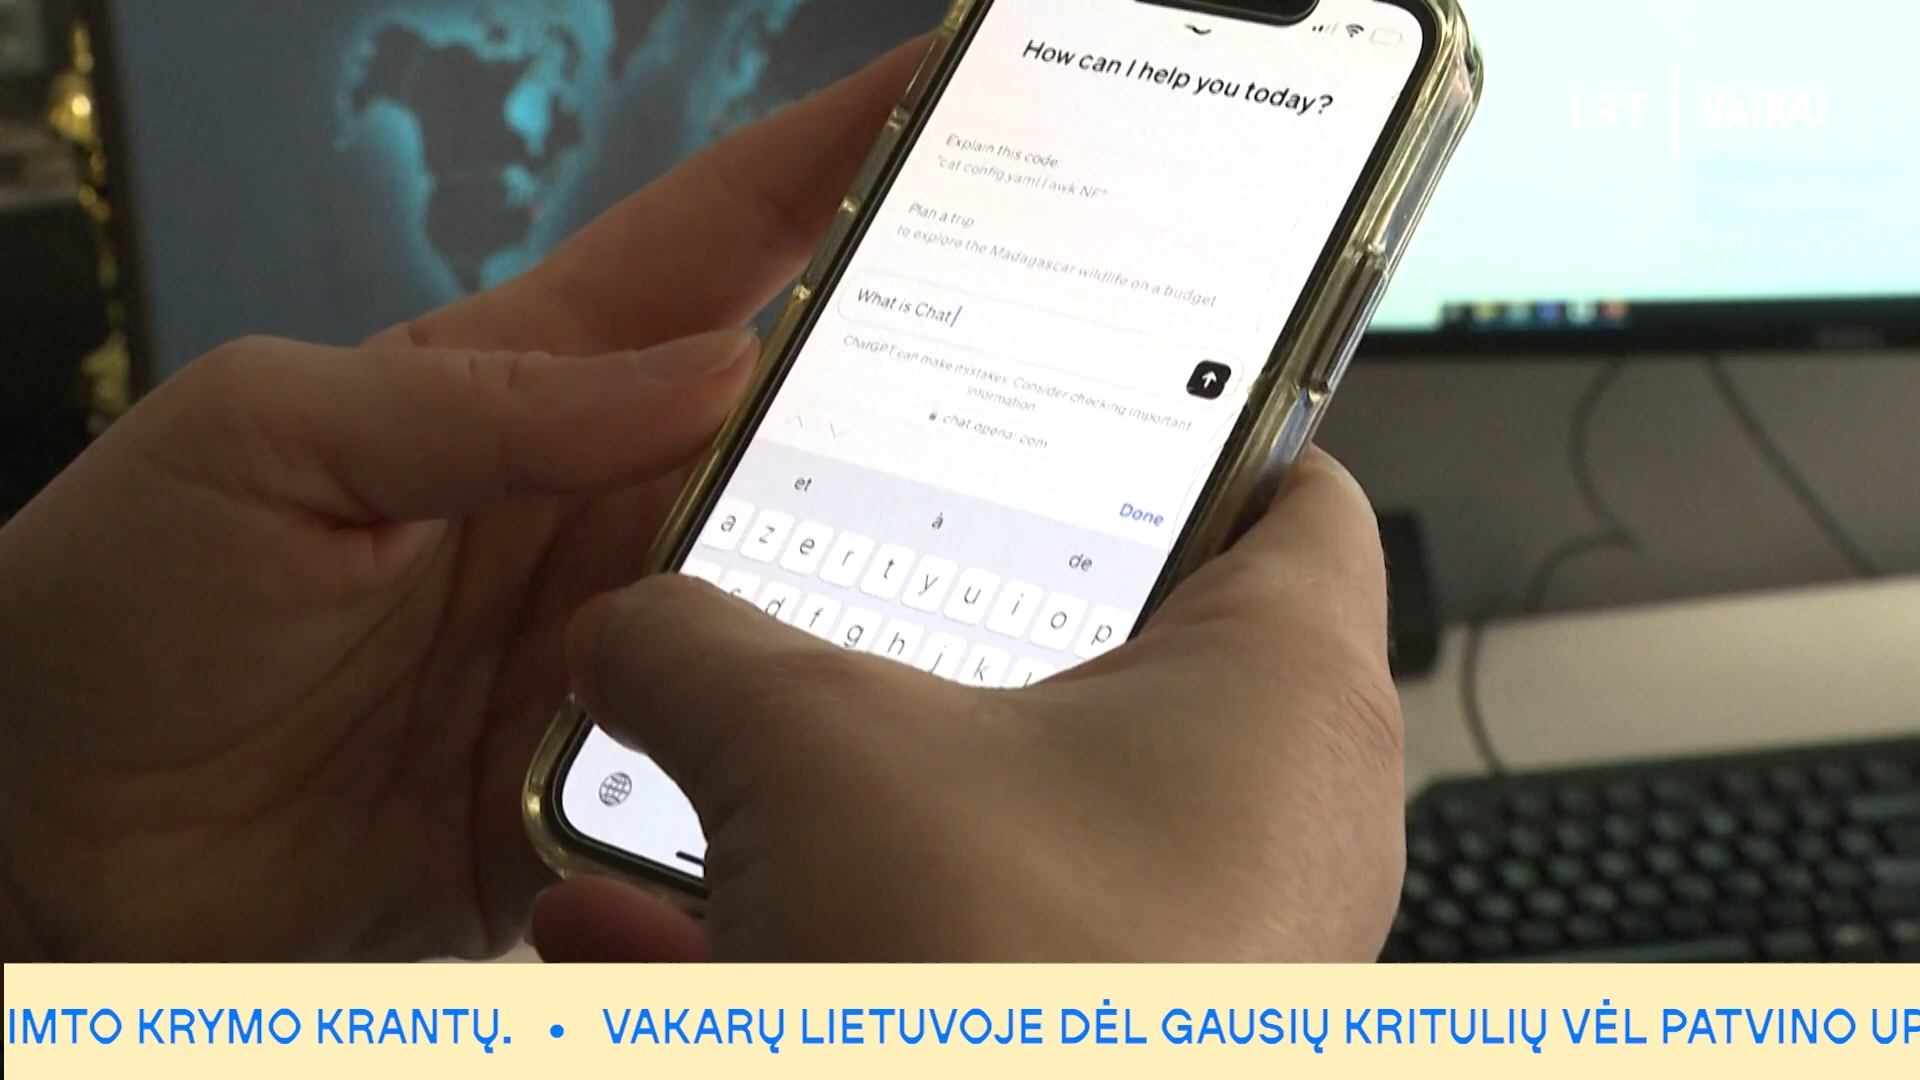 How can I help you today?
LRT | VAIKAI
Explain this code:
"cat config.yaml | awk NF"
Plan a trip
to explore the Madagascar wildlife on a budget
What is Chat
ChatGPT can make mistakes. Consider checking important
information.
chat.openai.com
et à de
Done
a z e r t y u i o p
d f g h j k
IMTO KRYMO KRANTŲ. • VAKARŲ LIETUVOJE DĖL GAUSIŲ KRITULIŲ VĖL PATVINO UP